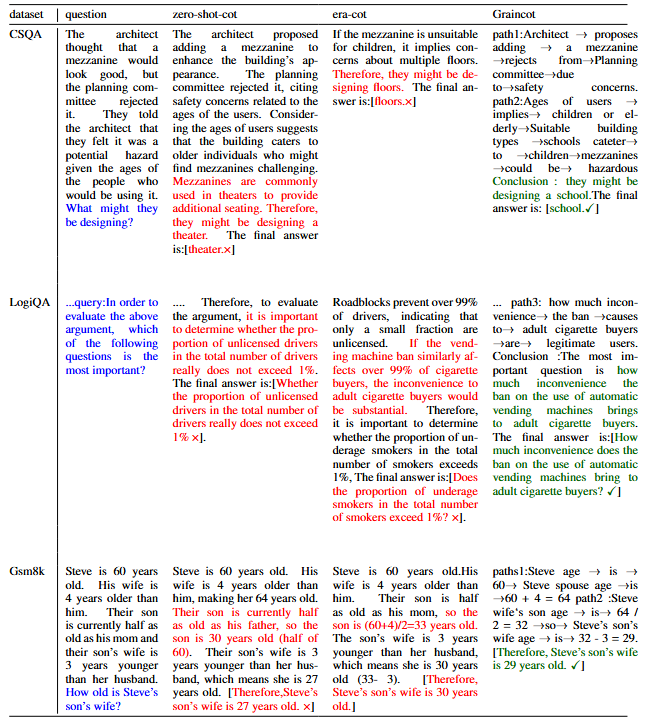 dataset question zero-shot-cot era-cot Graincot
CSQA
The architect
thought that a
mezzanine would
look good, but
the planning com-
mittee rejected
it. They told
the architect that
they felt it was a
potential hazard
given the ages of
the people who
would be using it.
What might they
be designing?
The architect proposed
adding a mezzanine to
enhance the building's ap-
pearance. The planning
committee rejected it, citing
safety concerns related to the
ages of the users. Consider-
ing the ages of users suggests
that the building caters to
older individuals who might
find mezzanines challenging.
Mezzanines are commonly
used in theaters to provide
additional seating. Therefore,
they might be designing a
theater. The final answer
is:[theater.×]
If the mezzanine is unsuitable
for children, it implies con-
cerns about multiple floors.
Therefore, they might be de-
signing floors. The final an-
swer is:[floors.×]
path1:Architect → proposes
adding → a mezzanine
→rejects from→Planning
committee→due
to→safety concerns.
path2:Ages of users →
implies→ children or el-
derly→Suitable building
types →schools cateter→
to →children→mezzanines
→could be→ hazardous
Conclusion : they might be
designing a school.The final
answer is: [school.✓]
LogiQA
...query:In order to
evaluate the above
argument, which
of the following
questions is the
most important?
.... Therefore, to evaluate
the argument, it is important
to determine whether the pro-
portion of unlicensed drivers
in the total number of drivers
really does not exceed 1%.
The final answer is:[Whether
the proportion of unlicensed
drivers in the total number of
drivers really does not exceed
1% ×].
Roadblocks prevent over 99%
of drivers, indicating that
only a small fraction are
unlicensed. If the vend-
ing machine ban similarly af-
fects over 99% of cigarette
buyers, the inconvenience to
adult cigarette buyers would
be substantial. Therefore,
it is important to determine
whether the proportion of un-
derage smokers in the total
number of smokers exceeds
1%, The final answer is:[Does
the proportion of underage
smokers in the total number
of smokers exceed 1%? ×].
... path3: how much incon-
venience→ the ban →causes
to→ adult cigarette buyers
→are→ legitimate users.
Conclusion :The most im-
portant question is how
much inconvenience the
ban on the use of automatic
vending machines brings
to adult cigarette buyers.
The final answer is:[How
much inconvenience does the
ban on the use of automatic
vending machines bring to
adult cigarette buyers? ✓]
Gsm8k
Steve is 60 years
old. His wife is
4 years older than
him. Their son
is currently half as
old as his mom and
their son's wife is
3 years younger
than her husband.
How old is Steve's
son's wife?
Steve is 60 years old. His
wife is 4 years older than
him, making her 64 years old.
Their son is currently half
as old as his father, so the
son is 30 years old (half of
60). Their son's wife is 3
years younger than her hus-
band, which means she is 27
years old. [Therefore,Steve's
son's wife is 27 years old. ×]
Steve is 60 years old.His
wife is 4 years older than
him. Their son is half
as old as his mom, so the
son is (60+4)/2=33 years old.
The son's wife is 3 years
younger than her husband,
which means she is 30 years
old (33- 3). [Therefore,
Steve's son's wife is 30 years
old.]
paths1:Steve age → is →
60→ Steve spouse age →is
→60 + 4 = 64 path2 :Steve
wife's son age → is→ 64 /
2 = 32 →so→ Steve's son's
wife age → is→ 32 - 3 = 29.
[Therefore, Steve's son's wife
is 29 years old. ✓]